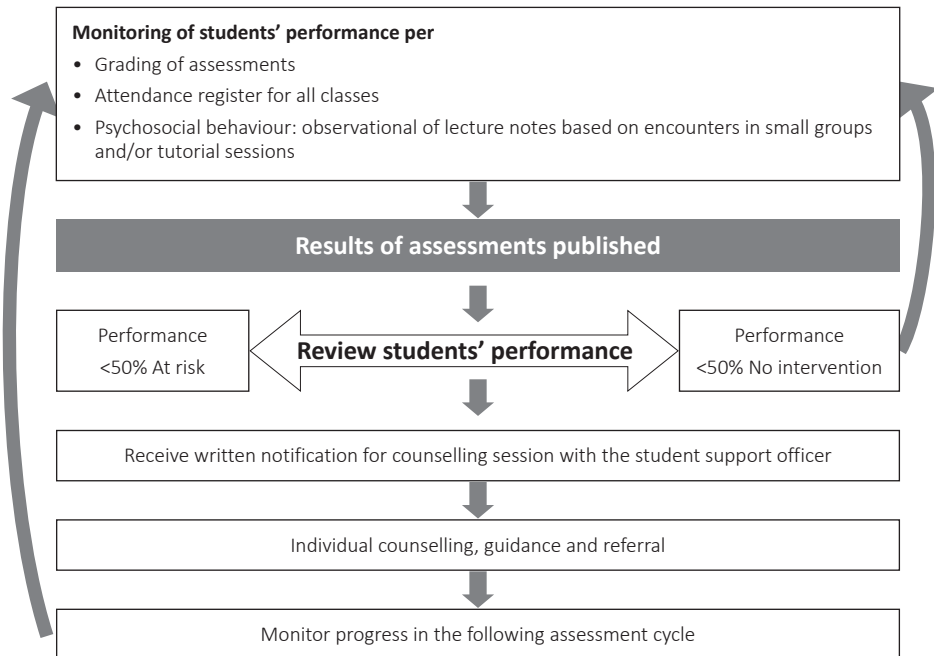 Monitoring of students’ performance per
• Grading of assessments
• Attendance register for all classes
• Psychosocial behaviour: observational of lecture notes based on encounters in small groups
and/or tutorial sessions
Results of assessments published
Performance
<50% At risk
Review students’ performance
Performance
<50% No intervention
Receive written notification for counselling session with the student support officer
Individual counselling, guidance and referral
Monitor progress in the following assessment cycle